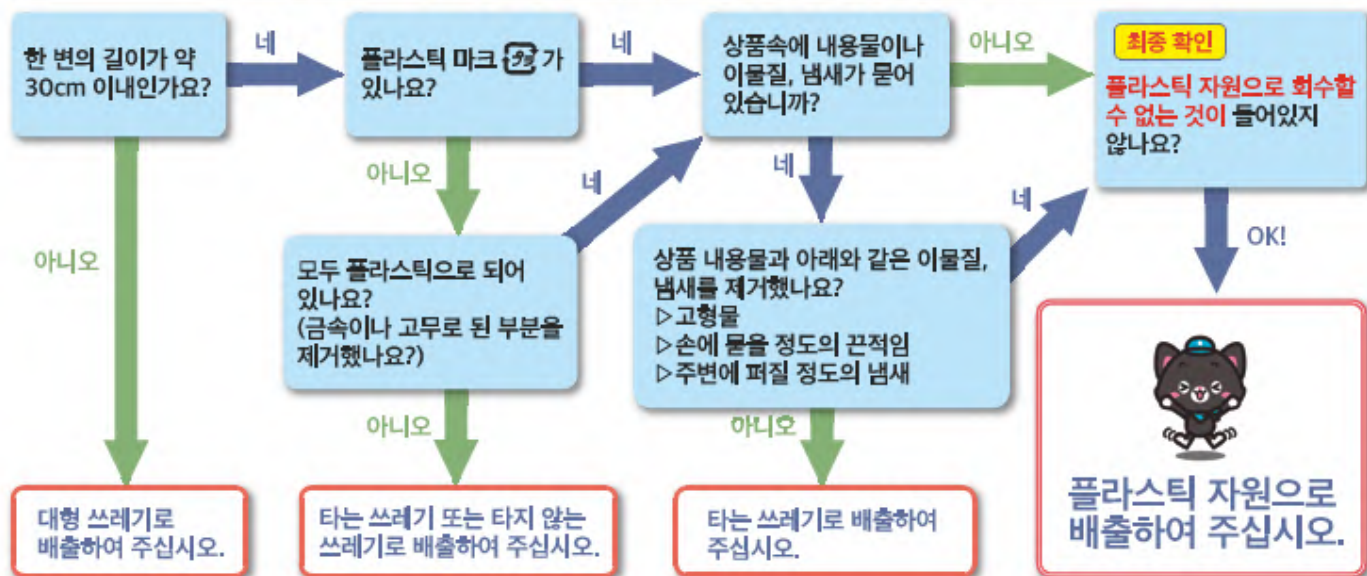 한 변의 길이가 약
30cm 이내인가요?
네
플라스틱 마크 プラ 가
있나요?
네
상품속에 내용물이나
이물질, 냄새가 묻어
있습니까?
아니오
최종 확인
플라스틱 자원으로 회수할
수 없는 것이 들어있지
않나요?
아니오
아니오
네
네
네
OK!
모두 플라스틱으로 되어
있나요?
(금속이나 고무로 된 부분을
제거했나요?)
상품 내용물과 아래와 같은 이물질,
냄새를 제거했나요?
▷고형물
▷손에 묻을 정도의 끈적임
▷주변에 퍼질 정도의 냄새
아니오
아니오
대형 쓰레기로
배출하여 주십시오.
타는 쓰레기 또는 타지 않는
쓰레기로 배출하여 주십시오.
타는 쓰레기로 배출하여
주십시오.
플라스틱 자원으로
배출하여 주십시오.